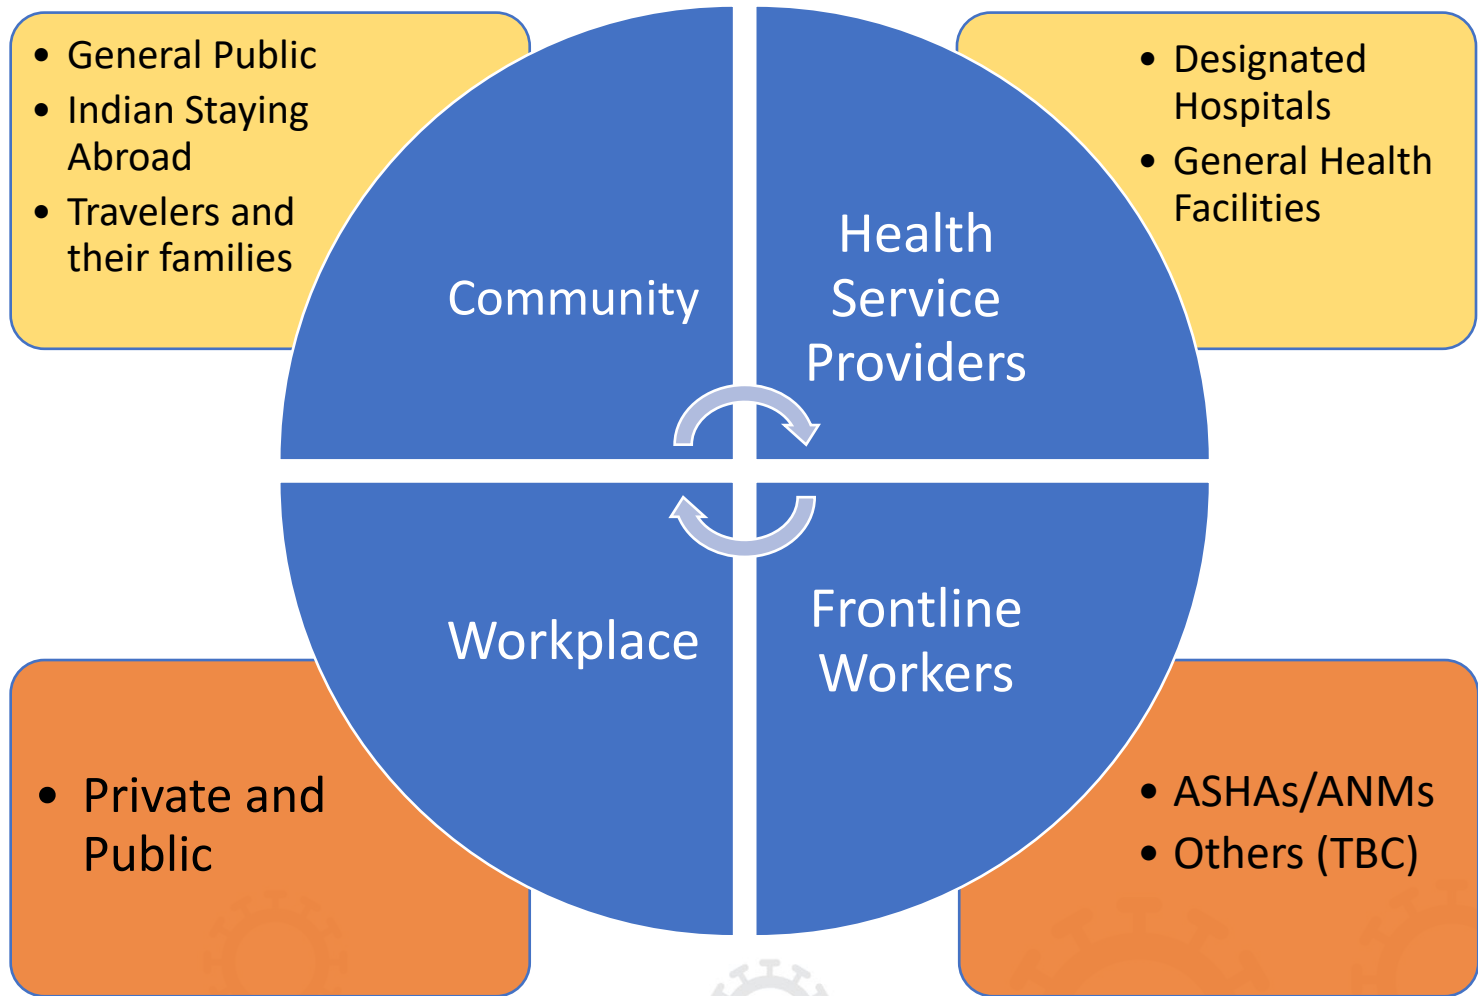 • General Public
• Indian Staying
Abroad
• Travelers and
their families
Community
Health
Service
Providers
• Designated
Hospitals
• General Health
Facilities
Workplace
• Private and
Public
Frontline
Workers
• ASHAs/ANMs
• Others (TBC)